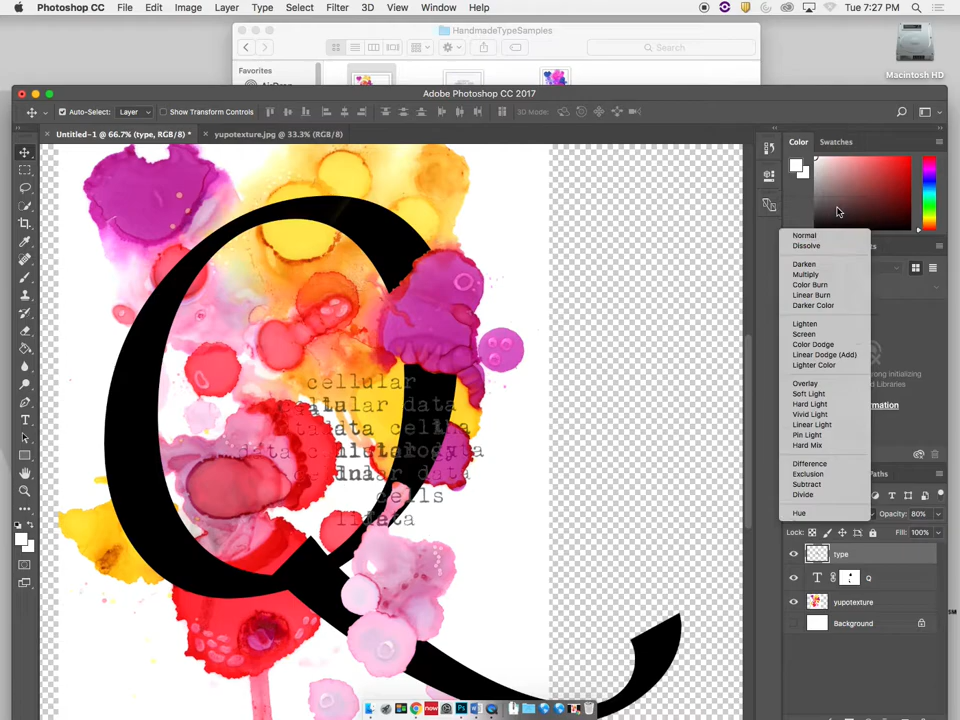 Photoshop CC File Edit Image Layer Type Select Filter 3D View Window Help Tue 7:27 PM
HandmadeTypeSamples
Search
Favorites
Macintosh HD
Adobe Photoshop CC 2017
Auto-Select: Layer Show Transform Controls 3D Mode:
Untitled-1 @ 66.7% (type, RGB/8) * yupotexture.jpg @ 33.3% (RGB/8)
Color Swatches
Normal
Dissolve
Darken
Multiply
Color Burn
Linear Burn
Darker Color
Lighten
Screen
Color Dodge
Linear Dodge (Add)
Lighter Color
Overlay
Soft Light
Hard Light
Vivid Light
Linear Light
Pin Light
Hard Mix
Difference
Exclusion
Subtract
Divide
Hue
Q
cellular
data
cells
Paths
Opacity: 80%
Lock: Fill: 100%
type
T Q
yupotexture
Background
now